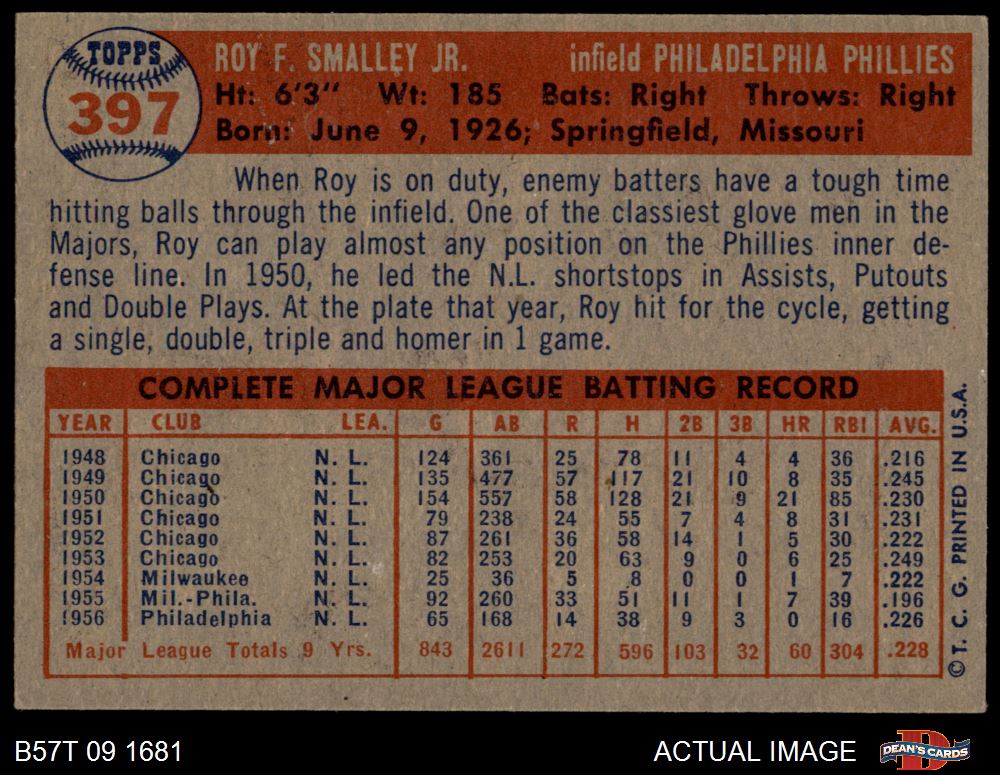 TOPPS
397
ROY F. SMALLEY JR. infield PHILADELPHIA PHILLIES
Ht: 6'3" Wt: 185 Bats: Right Throws: Right
Born: June 9, 1926; Springfield, Missouri
When Roy is on duty, enemy batters have a tough time
hitting balls through the infield. One of the classiest glove men in the
Majors, Roy can play almost any position on the Phillies inner de-
fense line. In 1950, he led the N.L. shortstops in Assists, Putouts
and Double Plays. At the plate that year, Roy hit for the cycle, getting
a single, double, triple and homer in 1 game.
COMPLETE MAJOR LEAGUE BATTING RECORD
YEAR CLUB LEA. G AB R H 2B 3B HR RBI AVG.
1948 Chicago N. L. 124 361 25 78 11 4 4 36 .216
1949 Chicago N. L. 135 477 57 117 21 10 8 35 .245
1950 Chicago N. L. 154 557 58 128 21 9 21 85 .230
1951 Chicago N. L. 79 238 24 55 7 4 8 31 .231
1952 Chicago N. L. 87 261 36 58 14 1 5 30 .222
1953 Chicago N. L. 82 253 20 63 9 0 6 25 .249
1954 Milwaukee N. L. 25 36 5 8 0 0 1 7 .222
1955 Mil.-Phila. N. L. 92 260 33 51 11 1 7 39 .196
1956 Philadelphia N. L. 65 168 14 38 9 3 0 16 .226
Major League Totals 9 Yrs. 843 2611 272 596 103 32 60 304 .228
© T. C. G. PRINTED IN U.S.A.
B57T 09 1681 ACTUAL IMAGE
DEAN'S CARDS